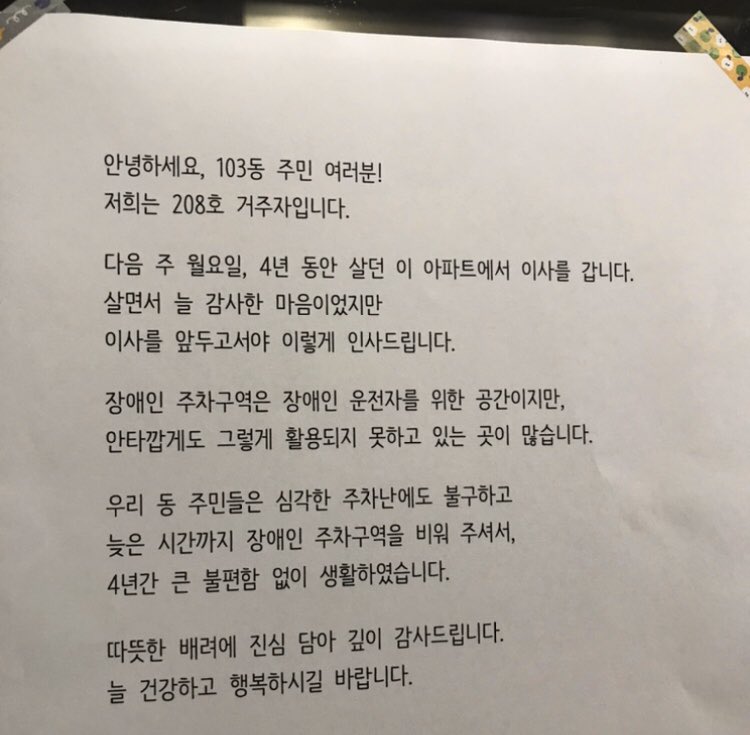 안녕하세요, 103동 주민 여러분!
저희는 208호 거주자입니다.
다음 주 월요일, 4년 동안 살던 이 아파트에서 이사를 갑니다.
살면서 늘 감사한 마음이었지만
이사를 앞두고서야 이렇게 인사드립니다.
장애인 주차구역은 장애인 운전자를 위한 공간이지만,
안타깝게도 그렇게 활용되지 못하고 있는 곳이 많습니다.
우리 동 주민들은 심각한 주차난에도 불구하고
늦은 시간까지 장애인 주차구역을 비워 주셔서,
4년간 큰 불편함 없이 생활하였습니다.
따뜻한 배려에 진심 담아 깊이 감사드립니다.
늘 건강하고 행복하시길 바랍니다.